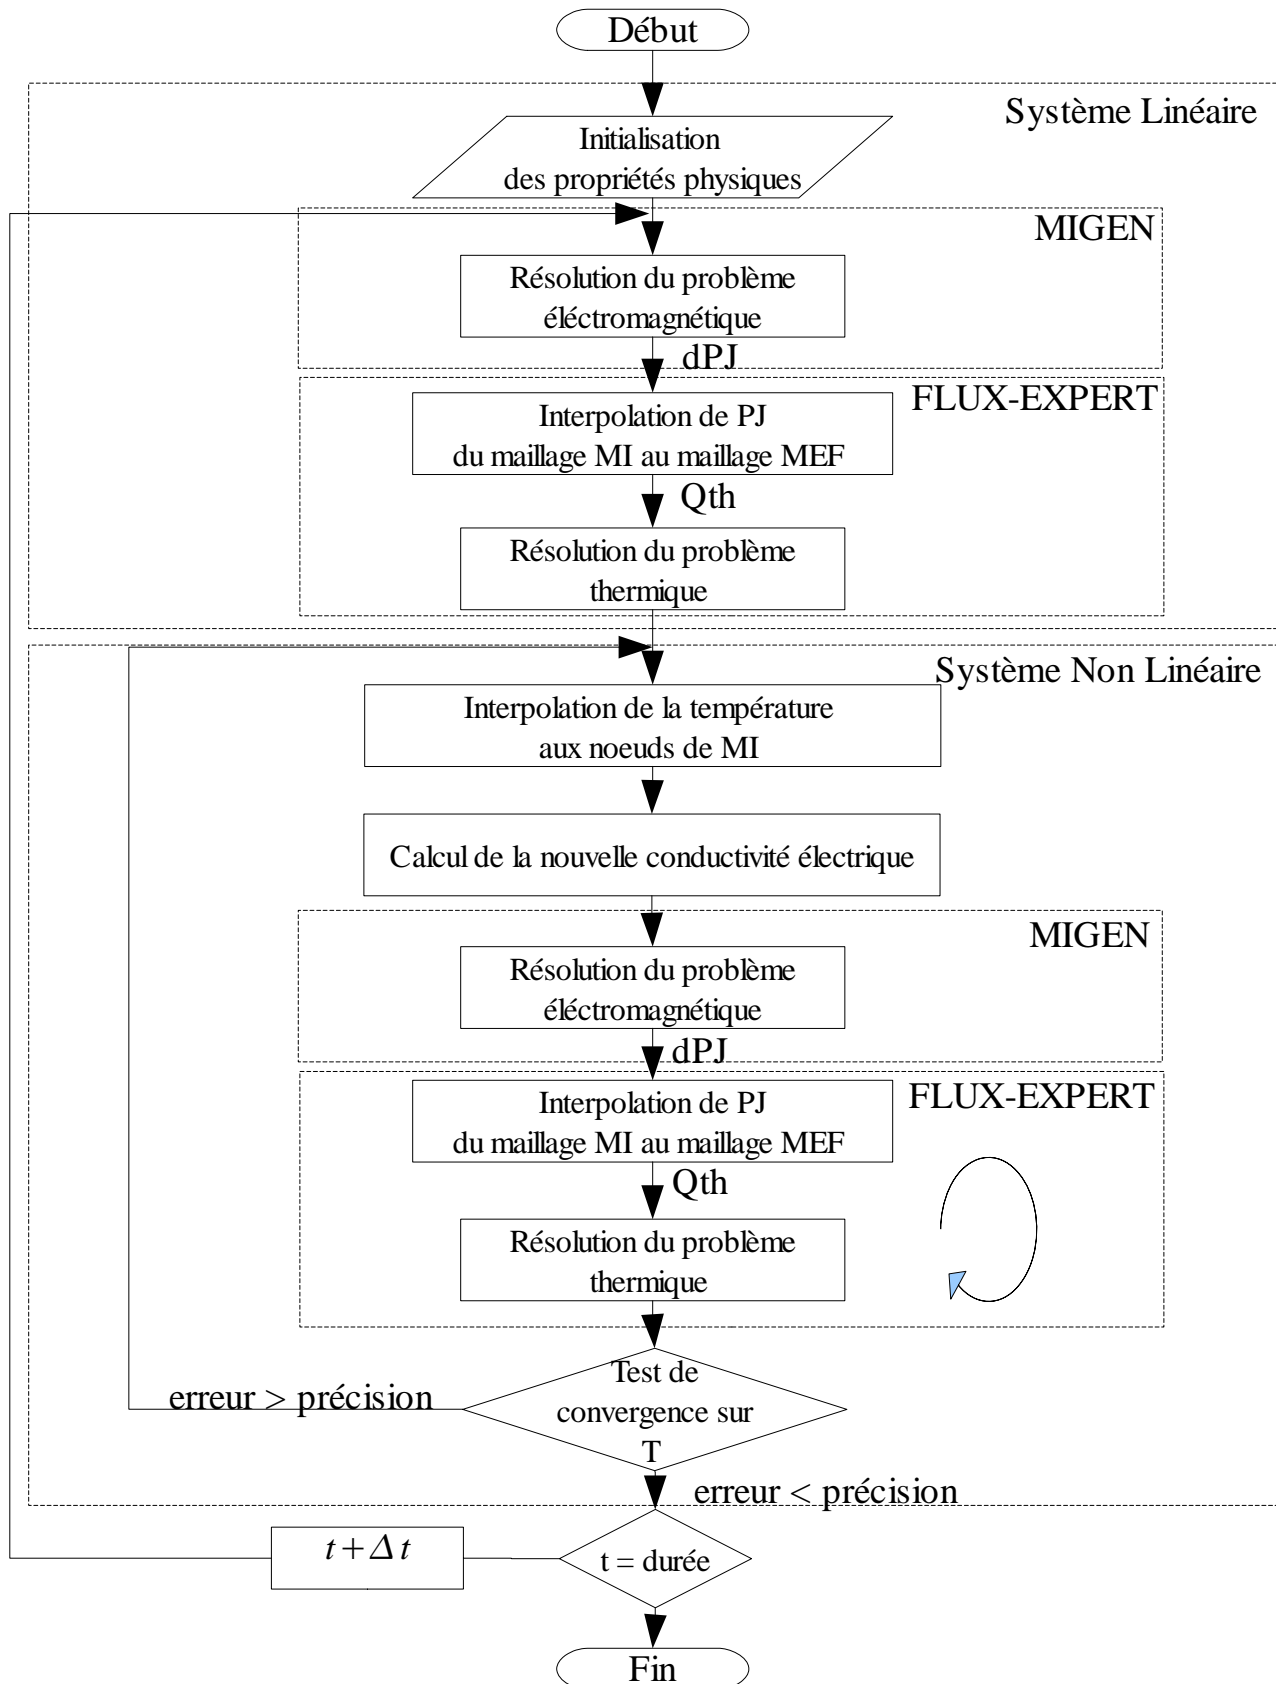 Début
Système Linéaire
Initialisation
des propriétés physiques
MIGEN
Résolution du problème
éléctromagnétique
dPJ
FLUX-EXPERT
Interpolation de PJ
du maillage MI au maillage MEF
Qth
Résolution du problème
thermique
Système Non Linéaire
Interpolation de la température
aux noeuds de MI
Calcul de la nouvelle conductivité électrique
MIGEN
Résolution du problème
éléctromagnétique
dPJ
FLUX-EXPERT
Interpolation de PJ
du maillage MI au maillage MEF
Qth
Résolution du problème
thermique
Test de
convergence sur
T
erreur > précision
erreur < précision
t + Δ t
t = durée
Fin